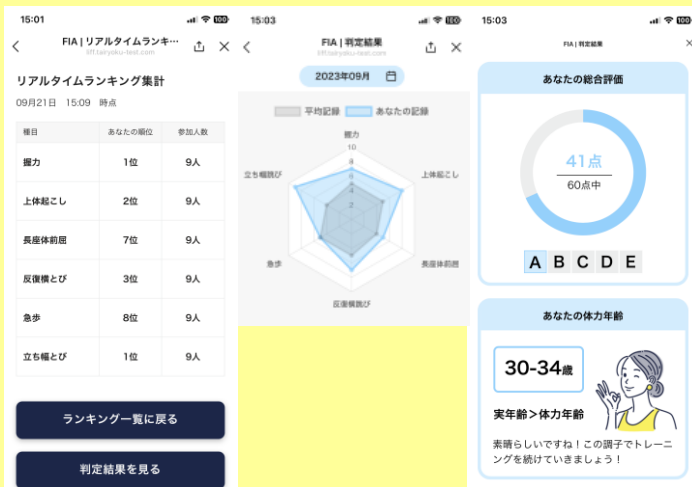 15:01
100
FIA | リアルタイムランキ…
liff.tairyoku-test.com
リアルタイムランキング集計
09月21日 15:09 時点
種目 あなたの順位 参加人数
握力 1位 9人
上体起こし 2位 9人
長座体前屈 7位 9人
反復横とび 3位 9人
急歩 8位 9人
立ち幅とび 1位 9人
ランキング一覧に戻る
判定結果を見る
15:03
100
FIA | 判定結果
liff.tairyoku-test.com
2023年09月
平均記録 あなたの記録
握力
10
8
6
4
2
立ち幅跳び
上体起こし
急歩
長座体前屈
反復横跳び
15:03
100
FIA | 判定結果
あなたの総合評価
41点
60点中
A B C D E
あなたの体力年齢
30-34歳
実年齢>体力年齢
素晴らしいですね！この調子でトレーニ
ングを続けていきましょう！